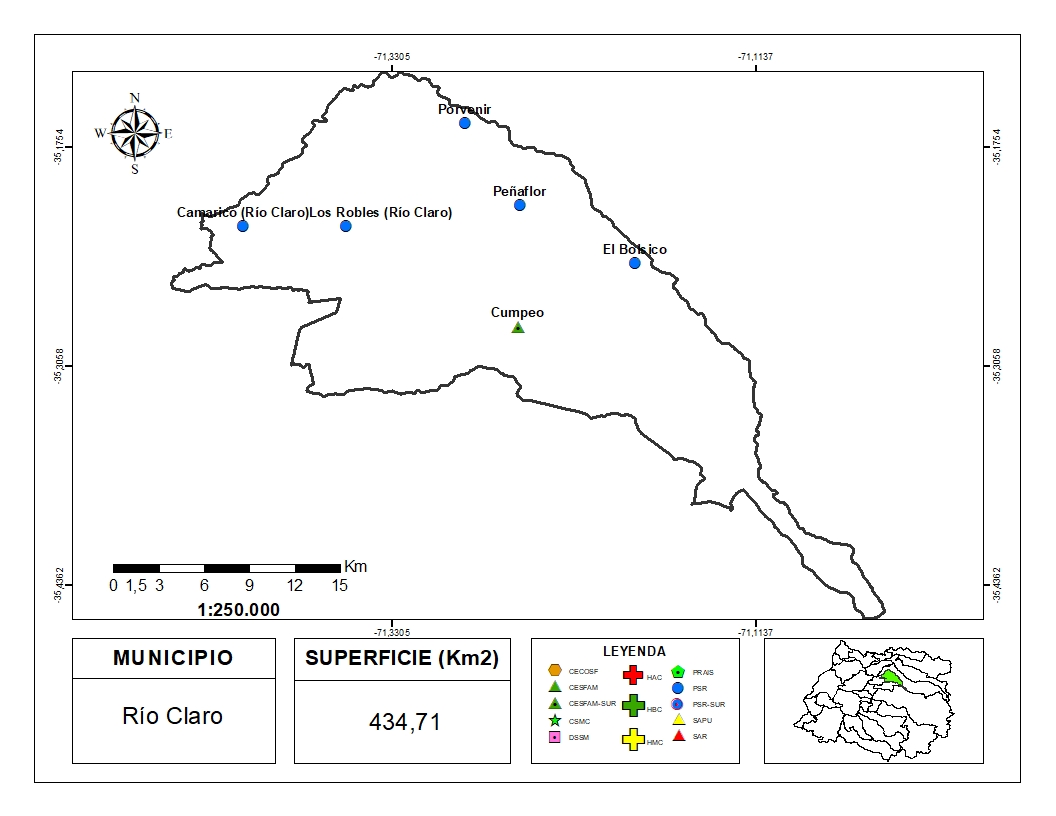 -71,3305 -71,1137
-35,1754 -35,1754
N
W E
S
Porvenir
Peñaflor
Camarico (Río Claro)Los Robles (Río Claro)
El Bolsico
Cumpeo
-35,3058 -35,3058
Km
0 1,5 3 6 9 12 15
1:250.000
-35,4362 -35,4362
-71,3305 -71,1137
MUNICIPIO
Río Claro
SUPERFICIE (Km2)
434,71
LEYENDA
CECOSF
CESFAM
CESFAM-SUR
CSMC
DSSM
HAC
HBC
HMC
PRAIS
PSR
PSR-SUR
SAPU
SAR